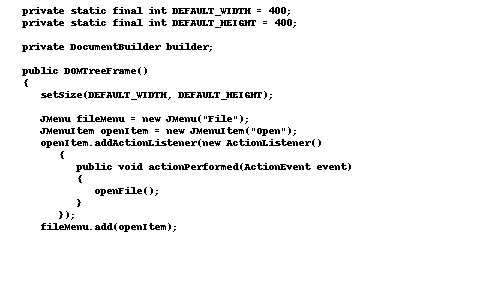 private static final int DEFAULT_WIDTH = 400;
private static final int DEFAULT_HEIGHT = 400;
private DocumentBuilder builder;
public DOMTreeFrame()
{
setSize(DEFAULT_WIDTH, DEFAULT_HEIGHT);
JMenu fileMenu = new JMenu("File");
JMenuItem openItem = new JMenuItem("Open");
openItem.addActionListener(new ActionListener()
{
public void actionPerformed(ActionEvent event)
{
openFile();
}
});
fileMenu.add(openItem);